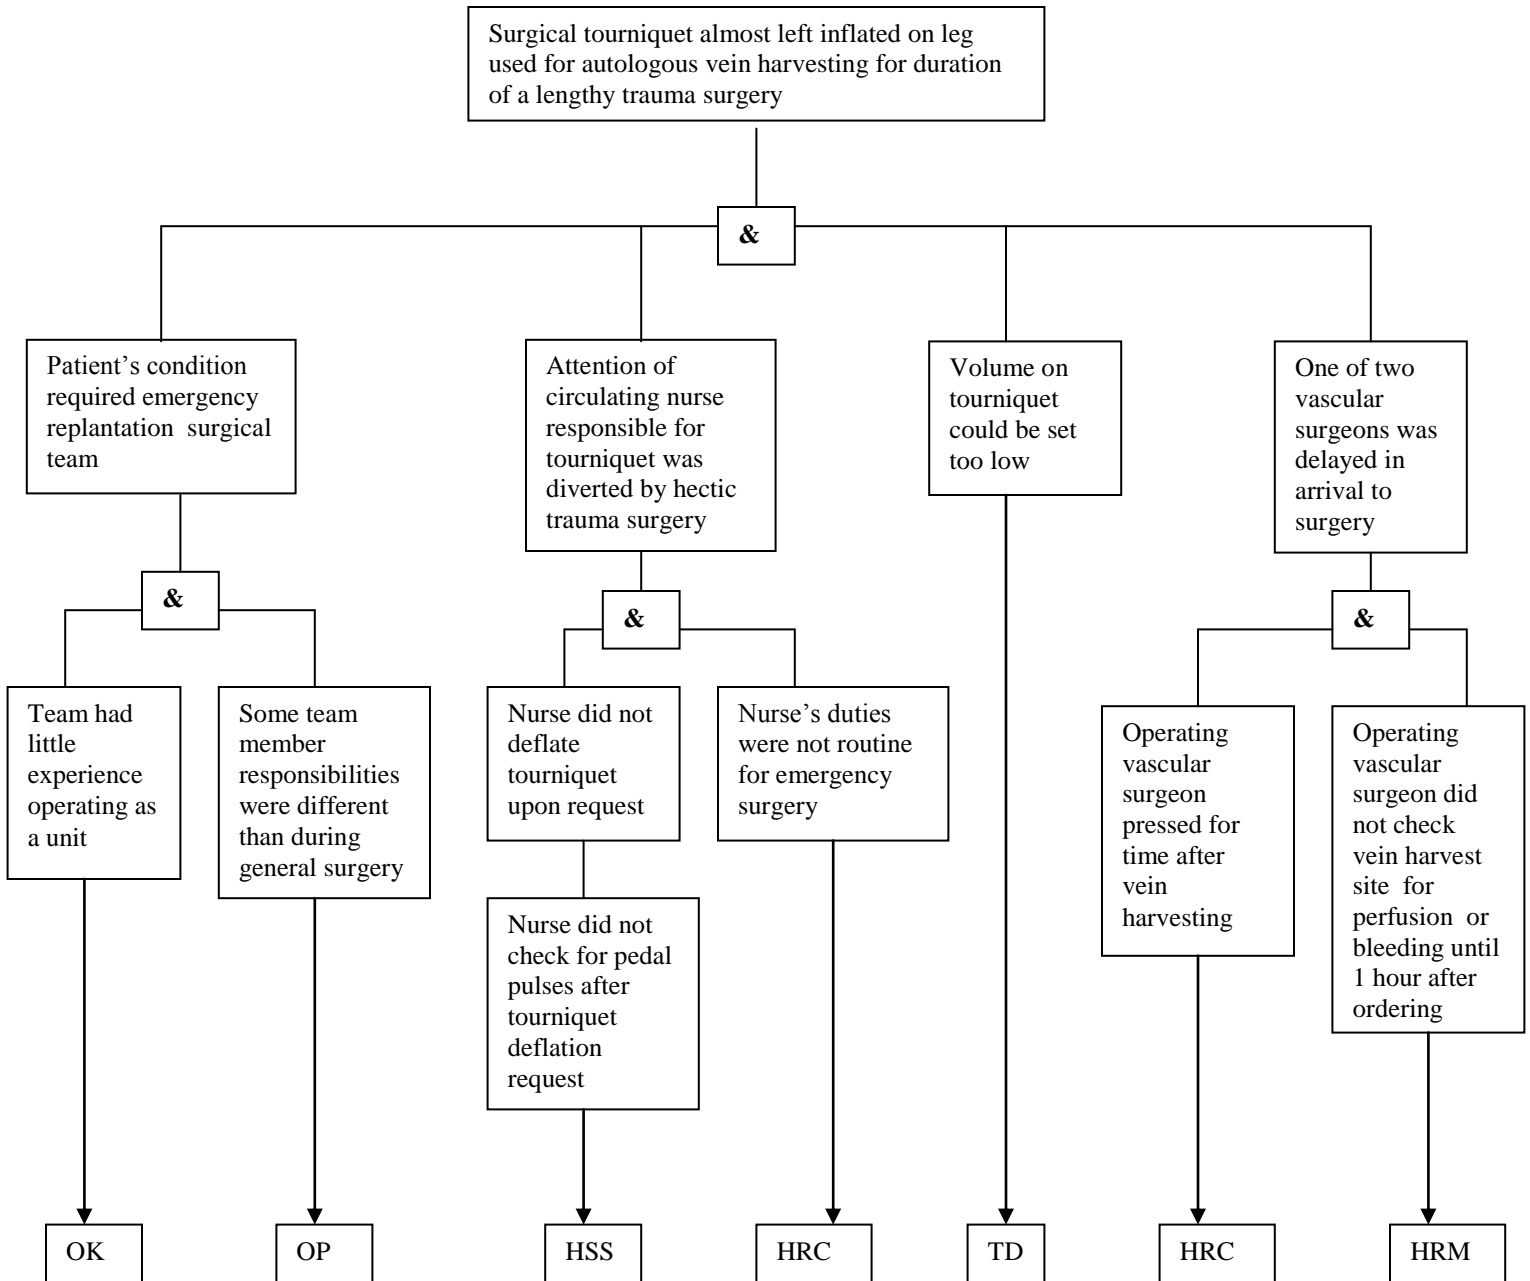 Surgical tourniquet almost left inflated on leg
used for autologous vein harvesting for duration
of a lengthy trauma surgery
&
Patient’s condition
required emergency
replantation surgical
team
Attention of
circulating nurse
responsible for
tourniquet was
diverted by hectic
trauma surgery
Volume on
tourniquet
could be set
too low
One of two
vascular
surgeons was
delayed in
arrival to
surgery
&
&
&
Team had
little
experience
operating as
a unit
Some team
member
responsibilities
were different
than during
general surgery
Nurse did not
deflate
tourniquet
upon request
Nurse’s duties
were not routine
for emergency
surgery
Operating
vascular
surgeon
pressed for
time after
vein
harvesting
Operating
vascular
surgeon did
not check
vein harvest
site for
perfusion or
bleeding until
1 hour after
ordering
Nurse did not
check for pedal
pulses after
tourniquet
deflation
request
OK
OP
HSS
HRC
TD
HRC
HRM